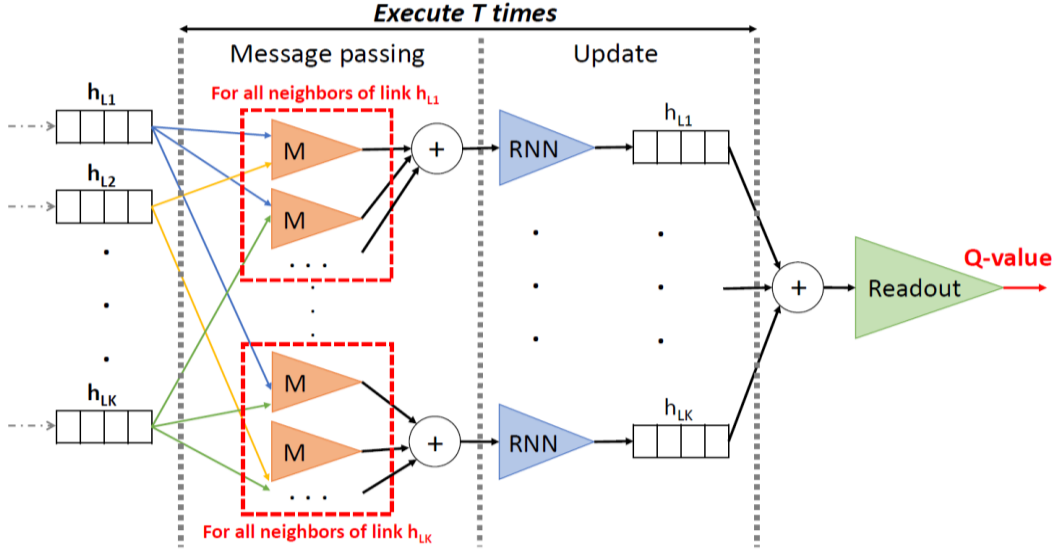 Execute T times
Message passing
Update
For all neighbors of link hL1
hL1
hL2
hLK
M
M
. . .
M
M
. . .
For all neighbors of link hLK
+
+
RNN
RNN
hL1
hLK
+
Readout
Q-value